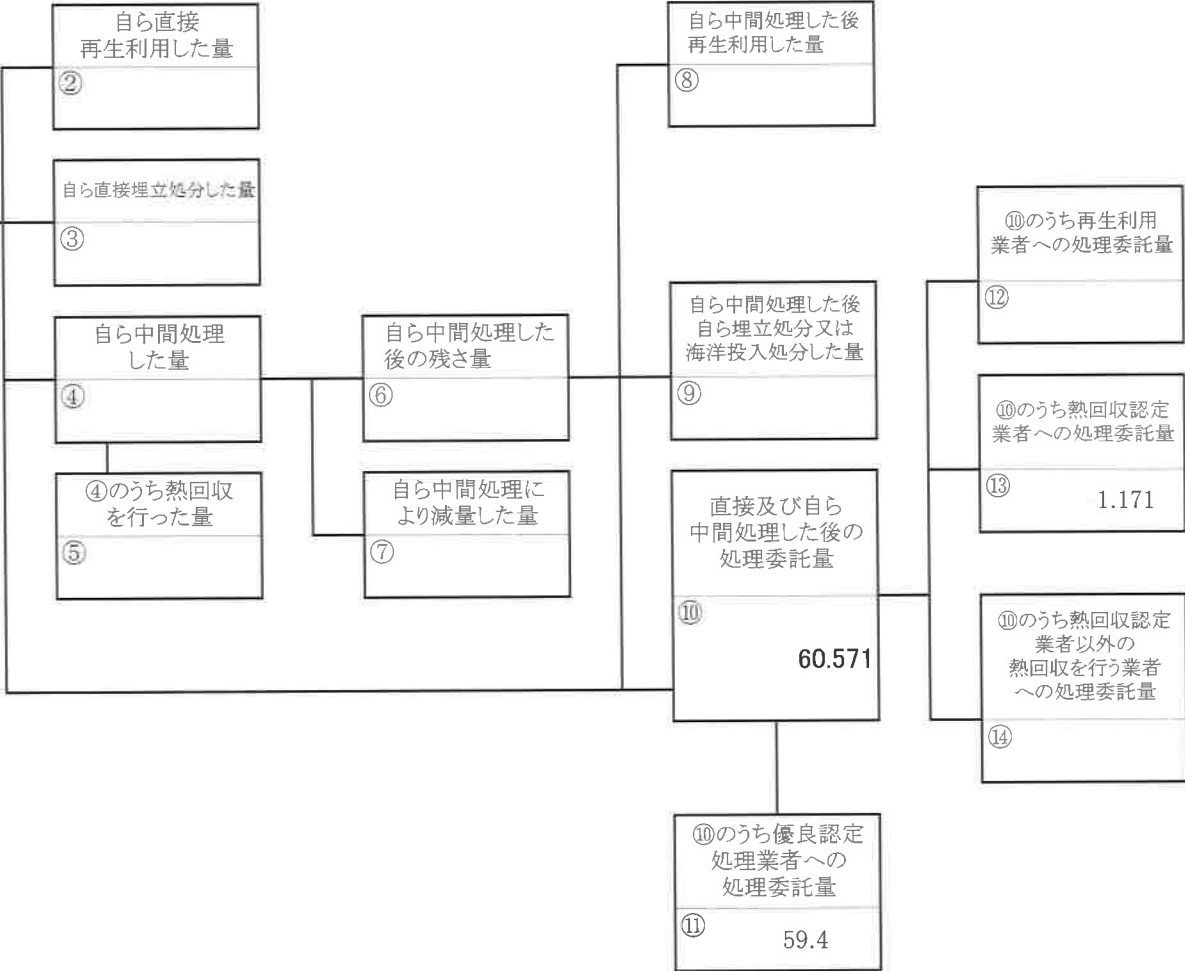 自ら直接
再生利用した量
②
自ら直接埋立処分した量
③
自ら中間処理
した量
④
④のうち熱回収
を行った量
⑤
自ら中間処理した
後の残さ量
⑥
自ら中間処理に
より減量した量
⑦
自ら中間処理した後
再生利用した量
⑧
自ら中間処理した後
自ら埋立処分又は
海洋投入処分した量
⑨
直接及び自ら
中間処理した後の
処理委託量
⑩
60.571
⑩のうち優良認定
処理業者への
処理委託量
⑪
59.4
⑩のうち再生利用
業者への処理委託量
⑫
⑩のうち熱回収認定
業者への処理委託量
⑬
1.171
⑩のうち熱回収認定
業者以外の
熱回収を行う業者
への処理委託量
⑭